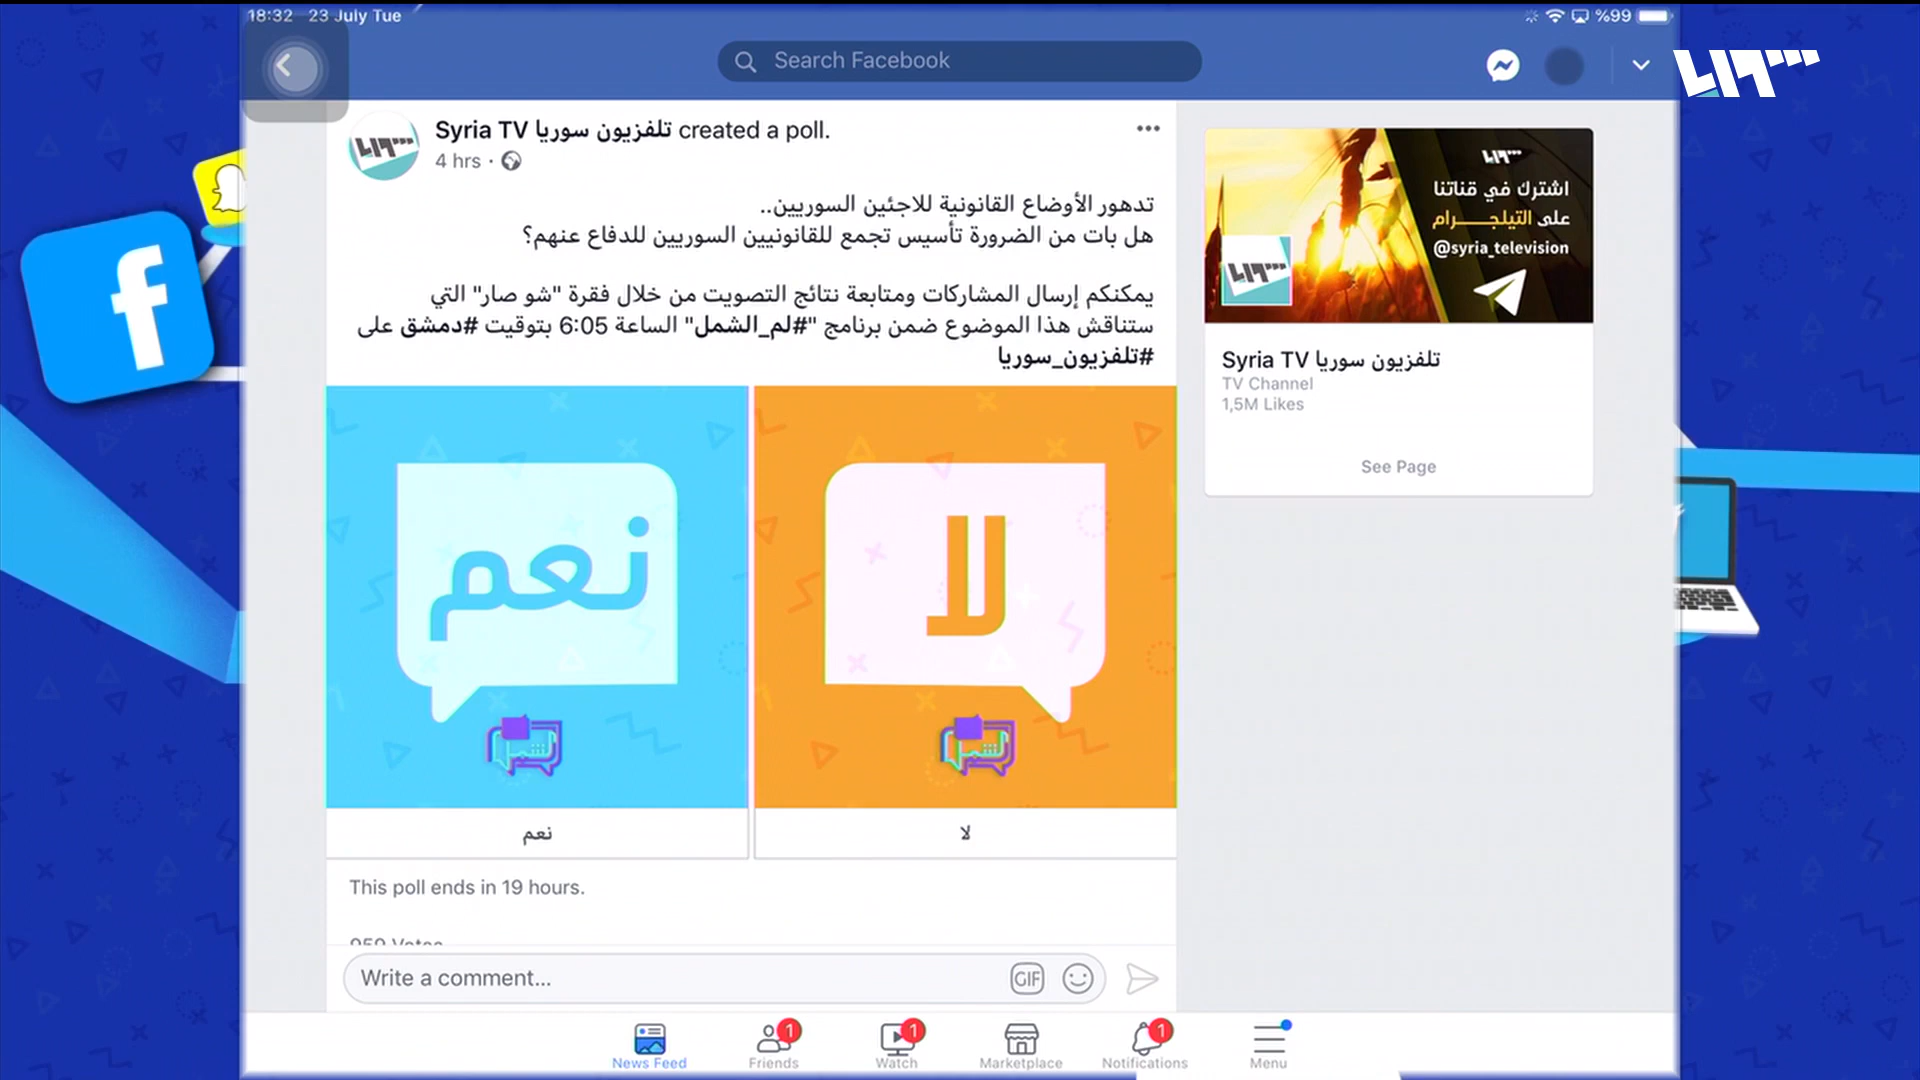 18:32 23 July Tue
%99
Search Facebook
Syria TV تلفزيون سوريا created a poll.
4 hrs ·
تدهور الأوضاع القانونية للاجئين السوريين..
هل بات من الضرورة تأسيس تجمع للقانونيين السوريين للدفاع عنهم؟
يمكنكم إرسال المشاركات ومتابعة نتائج التصويت من خلال فقرة "شو صار" التي
ستناقش هذا الموضوع ضمن برنامج "#لم_الشمل" الساعة 6:05 بتوقيت #دمشق على
#تلفزيون_سوريا
نعم
لا
نعم
لا
This poll ends in 19 hours.
Write a comment...
GIF
اشترك في قناتنا
على التيلجـــــرام
@syria_television
Syria TV تلفزيون سوريا
TV Channel
1,5M Likes
See Page
News Feed
1
Friends
1
Watch
Marketplace
1
Notifications
Menu